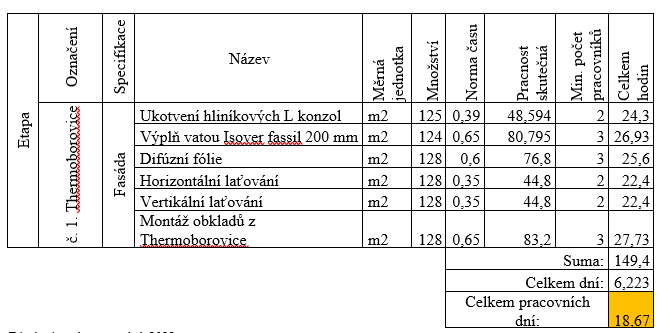 Etapa
Označení
Specifikace
Název
Měrná
jednotka
Množství
Norma času
Pracnost
skutečná
Min. počet
pracovníků
Celkem
hodin
č. 1. Thermoborovice
Fasáda
Ukotvení hliníkových L konzol m2 125 0,39 48,594 2 24,3
Výplň vatou Isover fassil 200 mm m2 124 0,65 80,795 3 26,93
Difúzní fólie m2 128 0,6 76,8 3 25,6
Horizontální laťování m2 128 0,35 44,8 2 22,4
Vertikální laťování m2 128 0,35 44,8 2 22,4
Montáž obkladů z
Thermoborovice m2 128 0,65 83,2 3 27,73
Suma: 149,4
Celkem dní: 6,223
Celkem pracovních
dní: 18,67